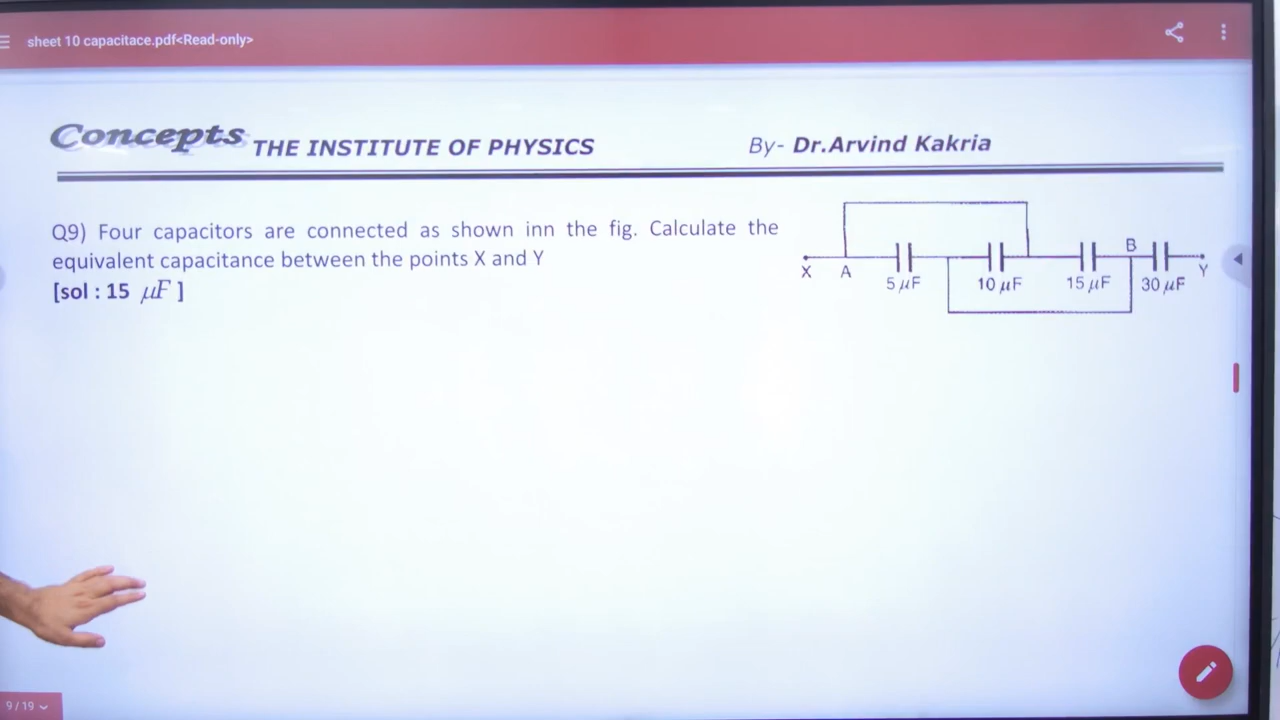 sheet 10 capacitace.pdf<Read-only>
Concepts THE INSTITUTE OF PHYSICS By- Dr.Arvind Kakria
Q9) Four capacitors are connected as shown inn the fig. Calculate the
equivalent capacitance between the points X and Y
[sol : 15 μF ]
X A B Y
5 μF 10 μF 15 μF 30 μF
9 / 19